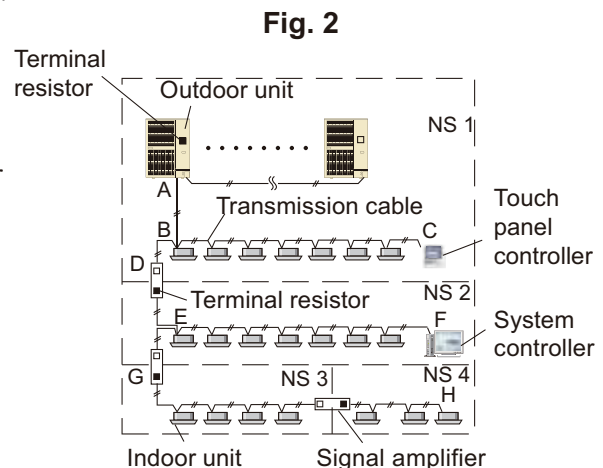 Fig. 2
Terminal
resistor
Outdoor unit
NS 1
A
Transmission cable
B
C
Touch
panel
controller
D
Terminal resistor
NS 2
E
F
System
controller
G
NS 3
NS 4
H
Indoor unit
Signal amplifier